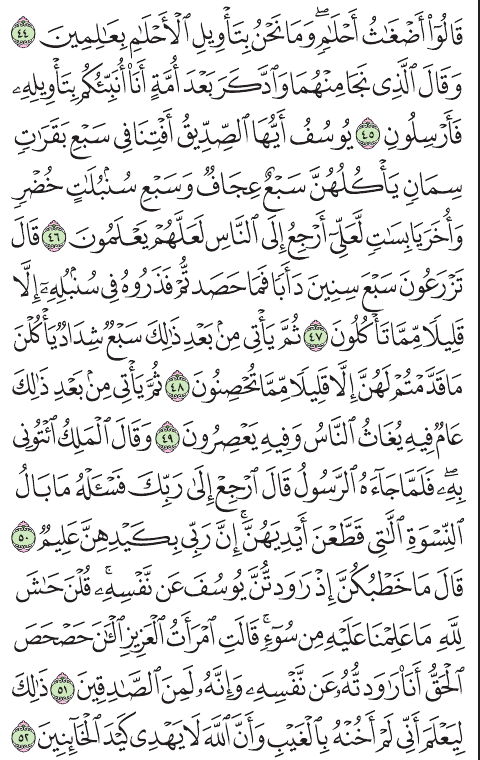 قَالُوٓاْ أَضۡغَٰثُ أَحۡلَٰمٖۖ وَمَا نَحۡنُ بِتَأۡوِيلِ ٱلۡأَحۡلَٰمِ بِعَٰلِمِينَ ٤٤
وَقَالَ ٱلَّذِي نَجَا مِنۡهُمَا وَٱدَّكَرَ بَعۡدَ أُمَّةٍ أَنَا۠ أُنَبِّئُكُم بِتَأۡوِيلِهِۦ
فَأَرۡسِلُونِ ٤٥ يُوسُفُ أَيُّهَا ٱلصِّدِّيقُ أَفۡتِنَا فِي سَبۡعِ بَقَرَٰتٖ
سِمَانٖ يَأۡكُلُهُنَّ سَبۡعٌ عِجَافٞ وَسَبۡعِ سُنۢبُلَٰتٍ خُضۡرٖ
وَأُخَرَ يَابِسَٰتٖ لَّعَلِّيٓ أَرۡجِعُ إِلَى ٱلنَّاسِ لَعَلَّهُمۡ يَعۡلَمُونَ ٤٦ قَالَ
تَزۡرَعُونَ سَبۡعَ سِنِينَ دَأَبٗا فَمَا حَصَدتُّمۡ فَذَرُوهُ فِي سُنۢبُلِهِۦٓ إِلَّا
قَلِيلٗا مِّمَّا تَأۡكُلُونَ ٤٧ ثُمَّ يَأۡتِي مِنۢ بَعۡدِ ذَٰلِكَ سَبۡعٞ شِدَادٞ يَأۡكُلۡنَ
مَا قَدَّمۡتُمۡ لَهُنَّ إِلَّا قَلِيلٗا مِّمَّا تُحۡصِنُونَ ٤٨ ثُمَّ يَأۡتِي مِنۢ بَعۡدِ ذَٰلِكَ
عَامٞ فِيهِ يُغَاثُ ٱلنَّاسُ وَفِيهِ يَعۡصِرُونَ ٤٩ وَقَالَ ٱلۡمَلِكُ ٱئۡتُونِي
بِهِۦۖ فَلَمَّا جَآءَهُ ٱلرَّسُولُ قَالَ ٱرۡجِعۡ إِلَىٰ رَبِّكَ فَسۡـَٔلۡهُ مَا بَالُ
ٱلنِّسۡوَةِ ٱلَّٰتِي قَطَّعۡنَ أَيۡدِيَهُنَّۚ إِنَّ رَبِّي بِكَيۡدِهِنَّ عَلِيمٞ ٥٠
قَالَ مَا خَطۡبُكُنَّ إِذۡ رَٰوَدتُّنَّ يُوسُفَ عَن نَّفۡسِهِۦۚ قُلۡنَ حَٰشَ
لِلَّهِ مَا عَلِمۡنَا عَلَيۡهِ مِن سُوٓءٖۚ قَالَتِ ٱمۡرَأَتُ ٱلۡعَزِيزِ ٱلۡـَٰٔنَ حَصۡحَصَ
ٱلۡحَقُّ أَنَا۠ رَٰوَدتُّهُۥ عَن نَّفۡسِهِۦ وَإِنَّهُۥ لَمِنَ ٱلصَّٰدِقِينَ ٥١ ذَٰلِكَ
لِيَعۡلَمَ أَنِّي لَمۡ أَخُنۡهُ بِٱلۡغَيۡبِ وَأَنَّ ٱللَّهَ لَا يَهۡدِي كَيۡدَ ٱلۡخَآئِنِينَ ٥٢